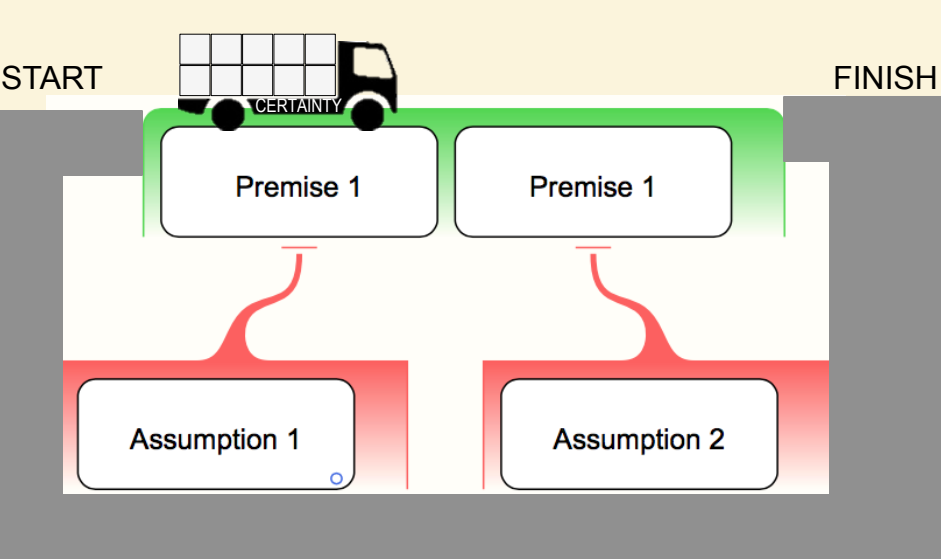 START
FINISH
CERTAINTY
Premise 1
Premise 1
Assumption 1
Assumption 2